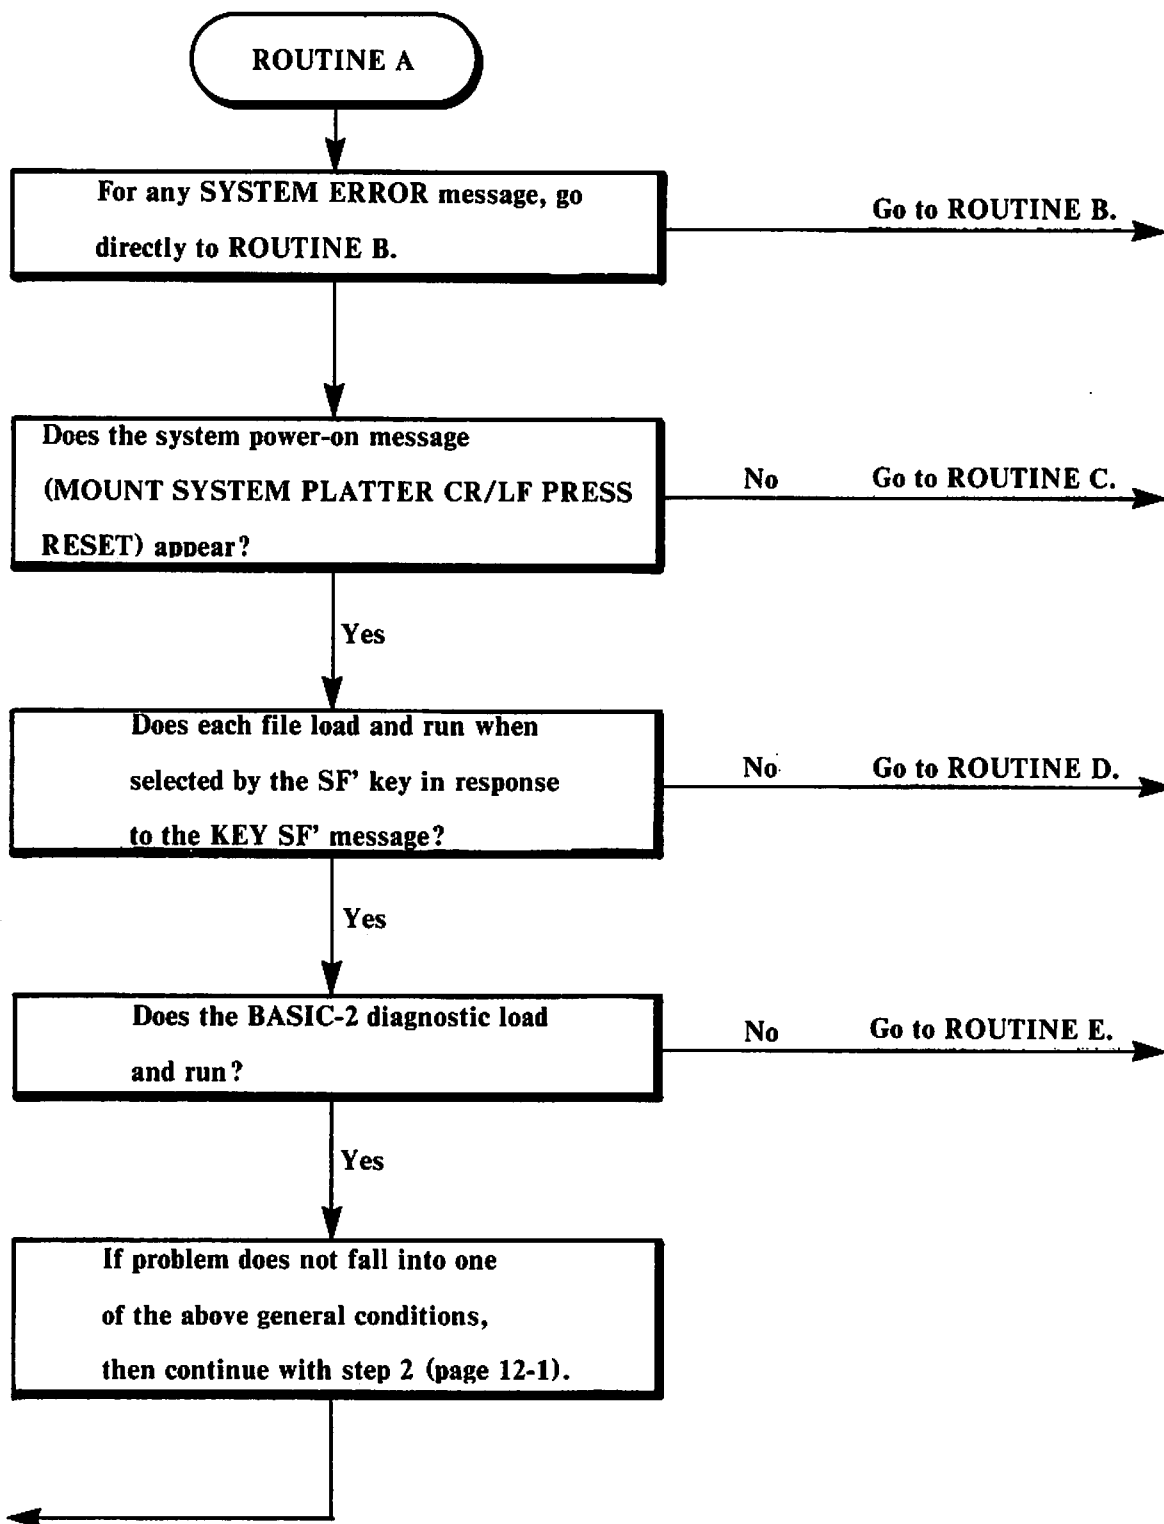 ROUTINE A
For any SYSTEM ERROR message, go
directly to ROUTINE B.
Go to ROUTINE B.
Does the system power-on message
(MOUNT SYSTEM PLATTER CR/LF PRESS
RESET) appear?
No Go to ROUTINE C.
Yes
Does each file load and run when
selected by the SF' key in response
to the KEY SF' message?
No Go to ROUTINE D.
Yes
Does the BASIC-2 diagnostic load
and run?
No Go to ROUTINE E.
Yes
If problem does not fall into one
of the above general conditions,
then continue with step 2 (page 12-1).